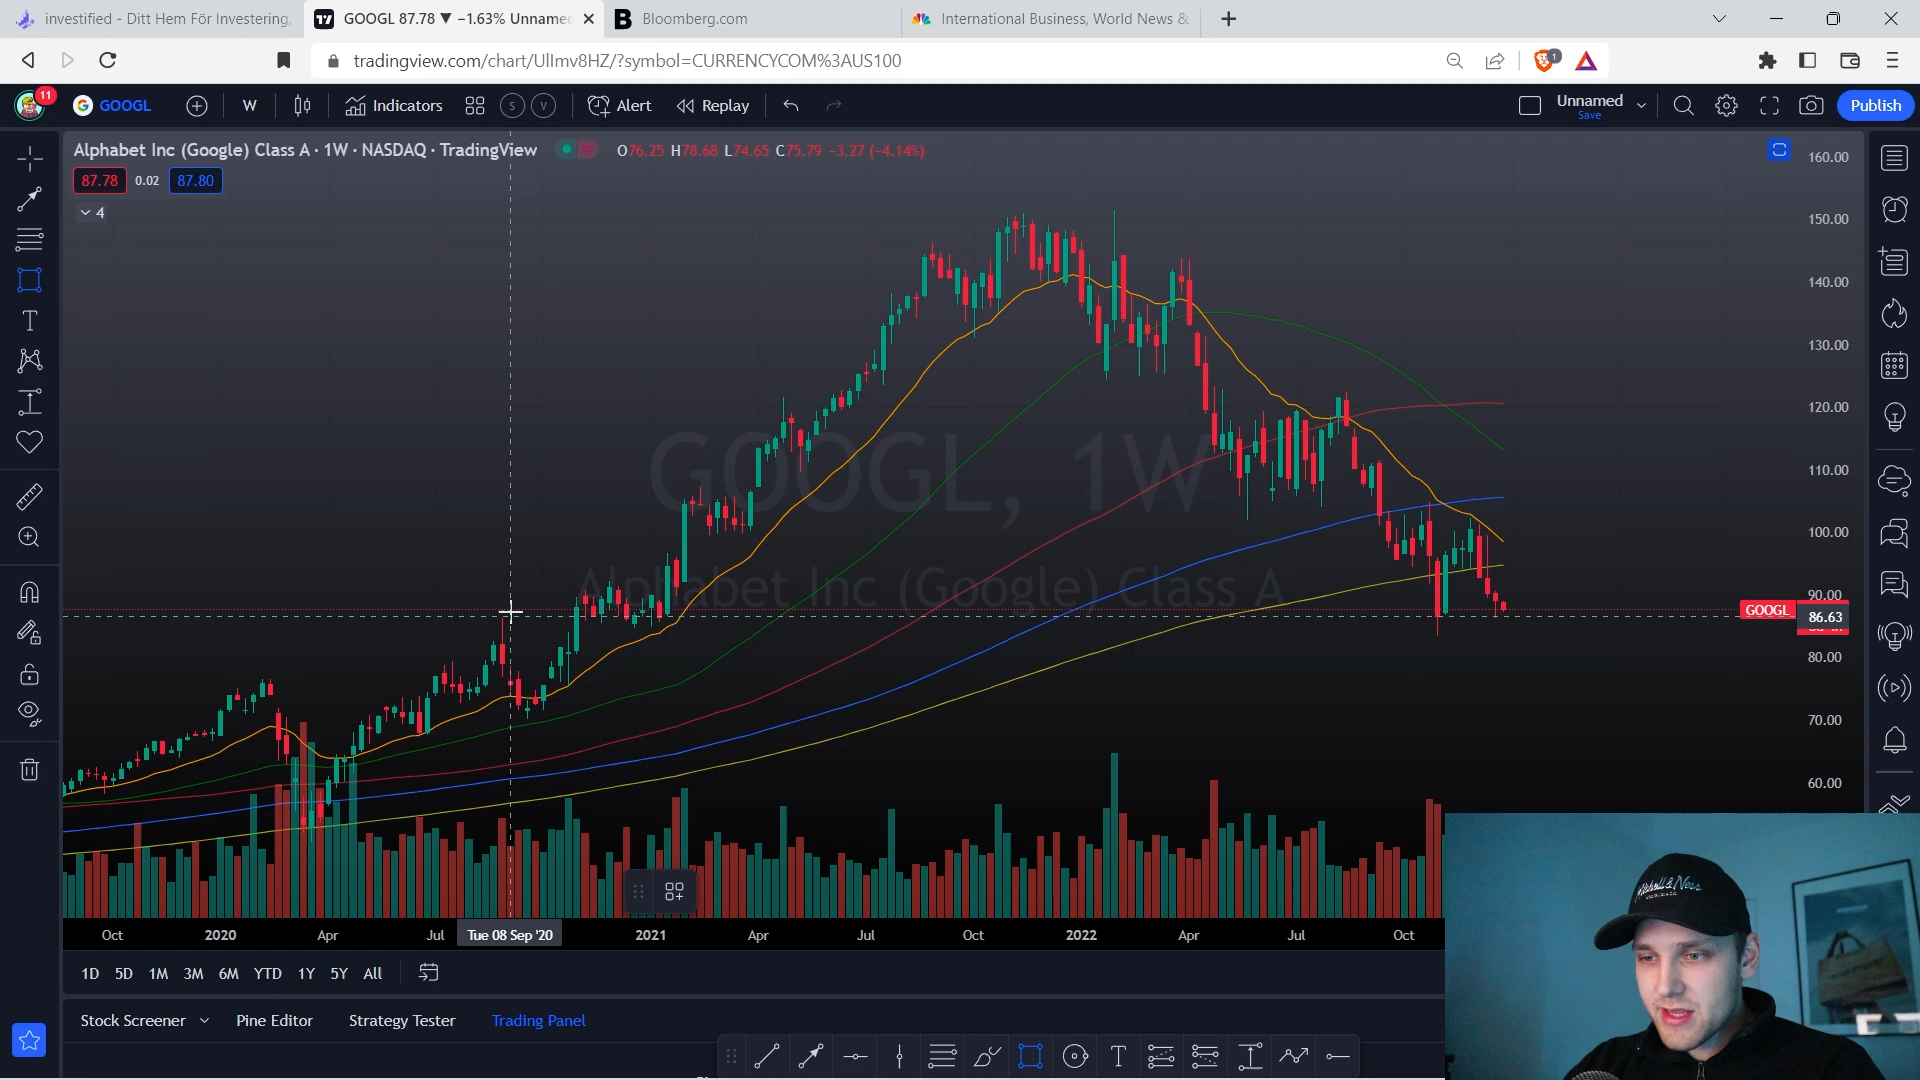 investified - Ditt Hem För Investering,
GOOGL 87.78 ▼ −1.63% Unname
Bloomberg.com
International Business, World News &
tradingview.com/chart/UIImv8HZ/?symbol=CURRENCYCOM%3AUS100
1
11
GOOGL
W
Indicators
S
V
Alert
Replay
Unnamed
Save
Publish
Alphabet Inc (Google) Class A · 1W · NASDAQ · TradingView
O76.25 H78.68 L74.65 C75.79 −3.27 (−4.14%)
87.78
0.02
87.80
4
160.00
150.00
140.00
130.00
120.00
110.00
100.00
90.00
GOOGL
86.63
80.00
70.00
60.00
GOOGL, 1W
Alphabet Inc (Google) Class A
Oct
2020
Apr
Jul
Tue 08 Sep '20
2021
Apr
Jul
Oct
2022
Apr
Jul
Oct
1D 5D 1M 3M 6M YTD 1Y 5Y All
Stock Screener
Pine Editor
Strategy Tester
Trading Panel
Mitchell & Ness